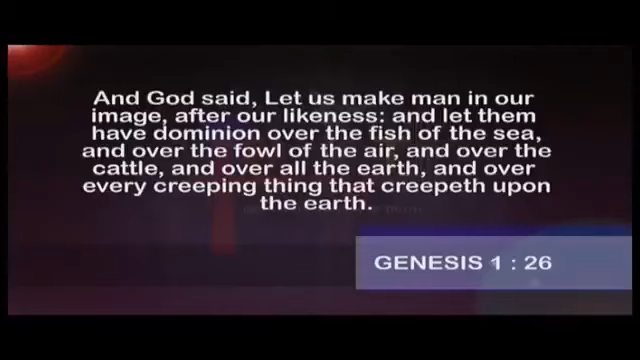 And God said, Let us make man in our
image, after our likeness: and let them
have dominion over the fish of the sea,
and over the fowl of the air, and over the
cattle, and over all the earth, and over
every creeping thing that creepeth upon
the earth.
GENESIS 1 : 26